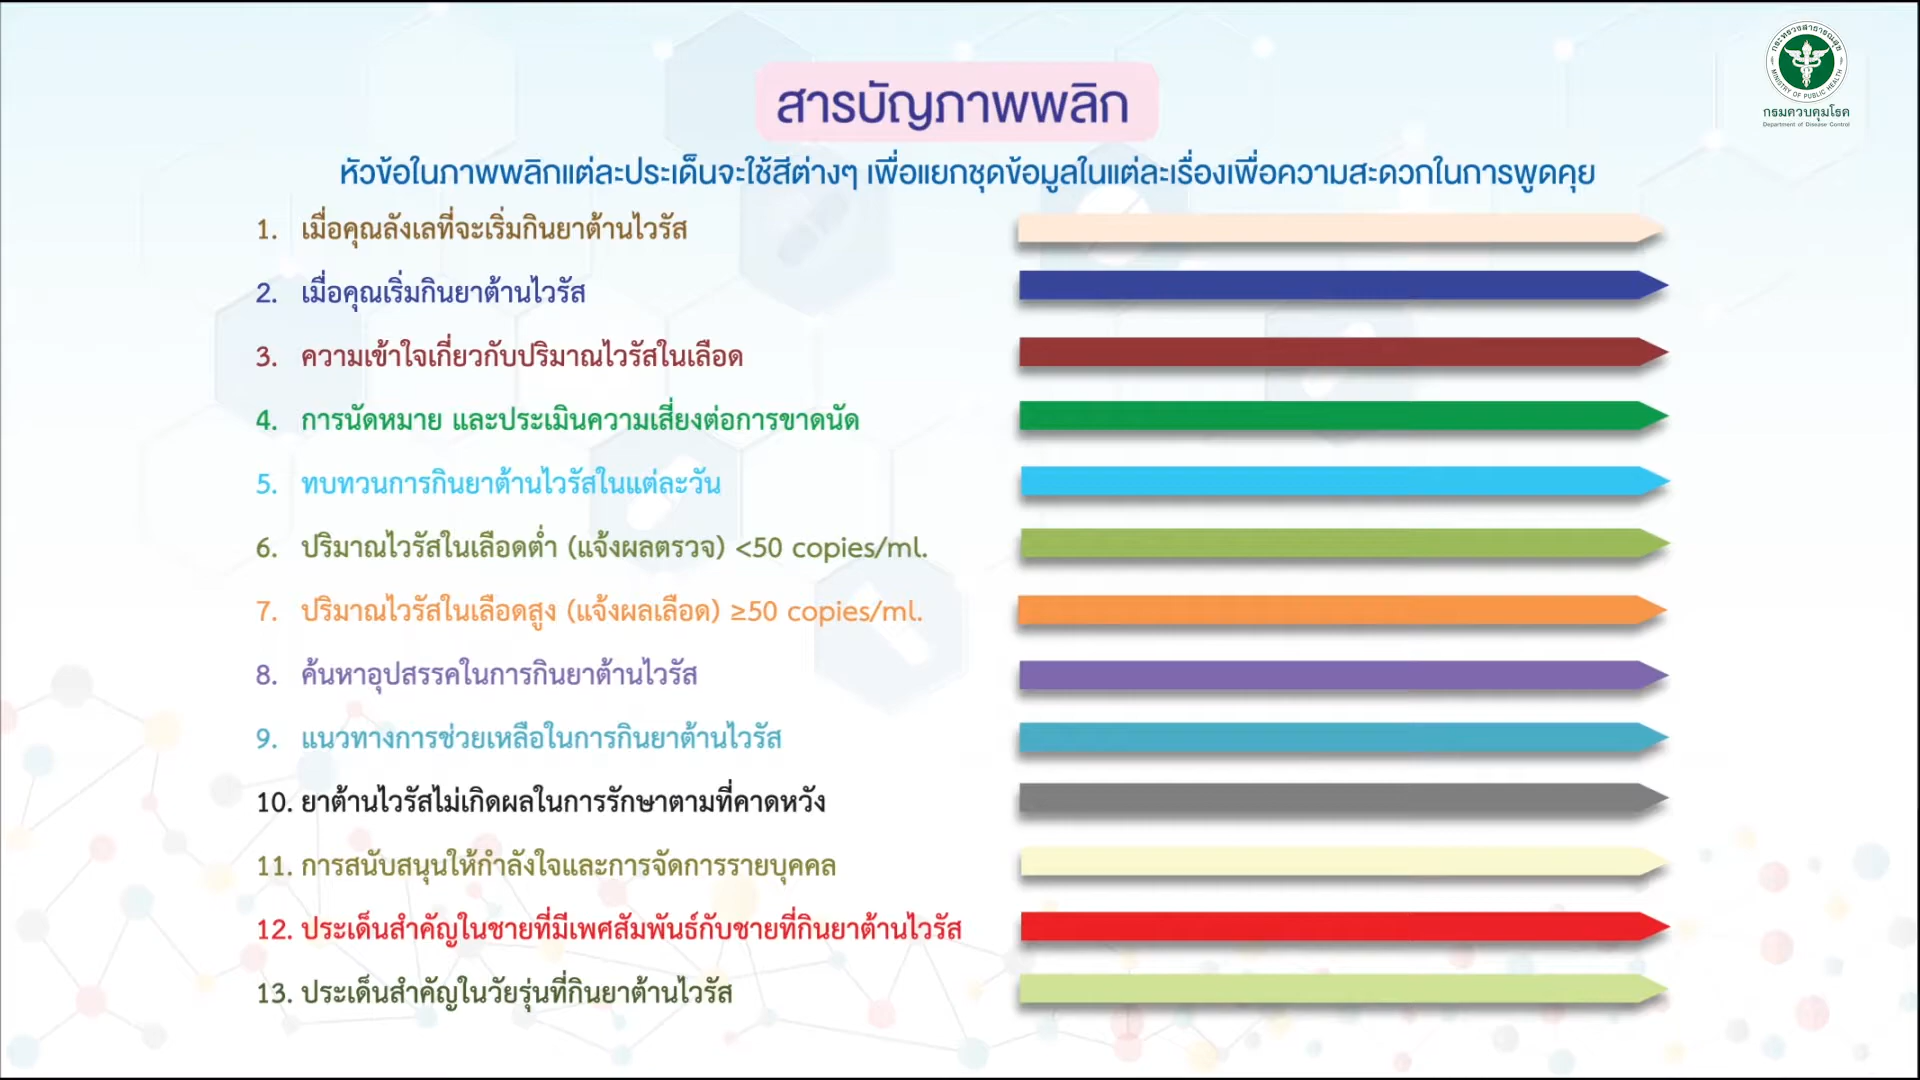 กระทรวงสาธารณสุข
MINISTRY OF PUBLIC HEALTH
กรมควบคุมโรค
Department of Disease Control
สารบัญภาพพลิก
หัวข้อในภาพพลิกแต่ละประเด็นจะใช้สีต่างๆ เพื่อแยกชุดข้อมูลในแต่ละเรื่องเพื่อความสะดวกในการพูดคุย
1. เมื่อคุณลังเลที่จะเริ่มกินยาต้านไวรัส
2. เมื่อคุณเริ่มกินยาต้านไวรัส
3. ความเข้าใจเกี่ยวกับปริมาณไวรัสในเลือด
4. การนัดหมาย และประเมินความเสี่ยงต่อการขาดนัด
5. ทบทวนการกินยาต้านไวรัสในแต่ละวัน
6. ปริมาณไวรัสในเลือดต่ำ (แจ้งผลตรวจ) <50 copies/ml.
7. ปริมาณไวรัสในเลือดสูง (แจ้งผลเลือด) ≥50 copies/ml.
8. ค้นหาอุปสรรคในการกินยาต้านไวรัส
9. แนวทางการช่วยเหลือในการกินยาต้านไวรัส
10. ยาต้านไวรัสไม่เกิดผลในการรักษาตามที่คาดหวัง
11. การสนับสนุนให้กำลังใจและการจัดการรายบุคคล
12. ประเด็นสำคัญในชายที่มีเพศสัมพันธ์กับชายที่กินยาต้านไวรัส
13. ประเด็นสำคัญในวัยรุ่นที่กินยาต้านไวรัส